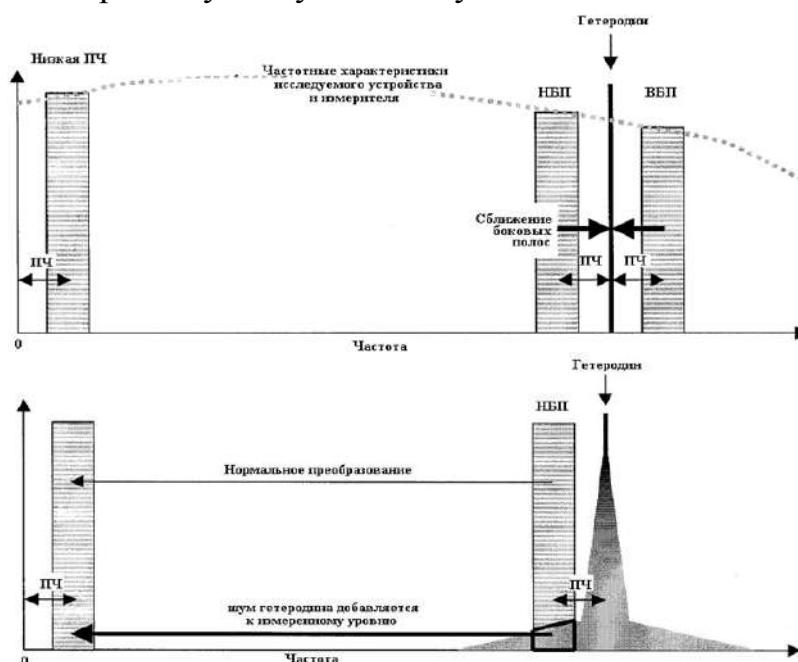 Гетеродин
Низкая ПЧ
Частотные характеристики
исследуемого устройства
и измерителя
НБП
ВБП
Сближение
боковых
полос
ПЧ
ПЧ
ПЧ
0
Частота
Гетеродин
НБП
Нормальное преобразование
ПЧ
ПЧ
шум гетеродина добавляется
к измеренному уровню
0
Частота